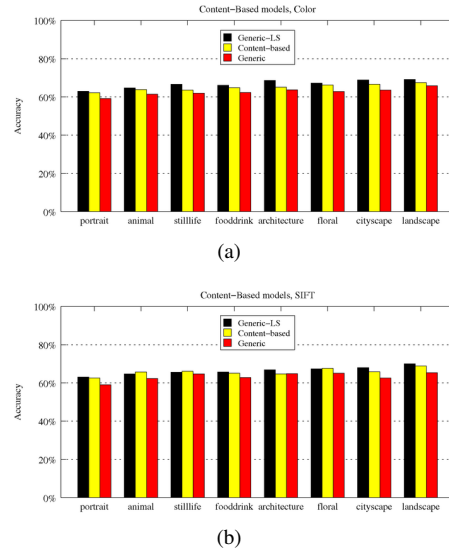 Content−Based models, Color
100%
80%
60%
40%
20%
0%
Accuracy
Generic−LS
Content−based
Generic
portrait animal stilllife fooddrink architecture floral cityscape landscape
(a)
Content−Based models, SIFT
100%
80%
60%
40%
20%
0%
Accuracy
Generic−LS
Content−based
Generic
portrait animal stilllife fooddrink architecture floral cityscape landscape
(b)